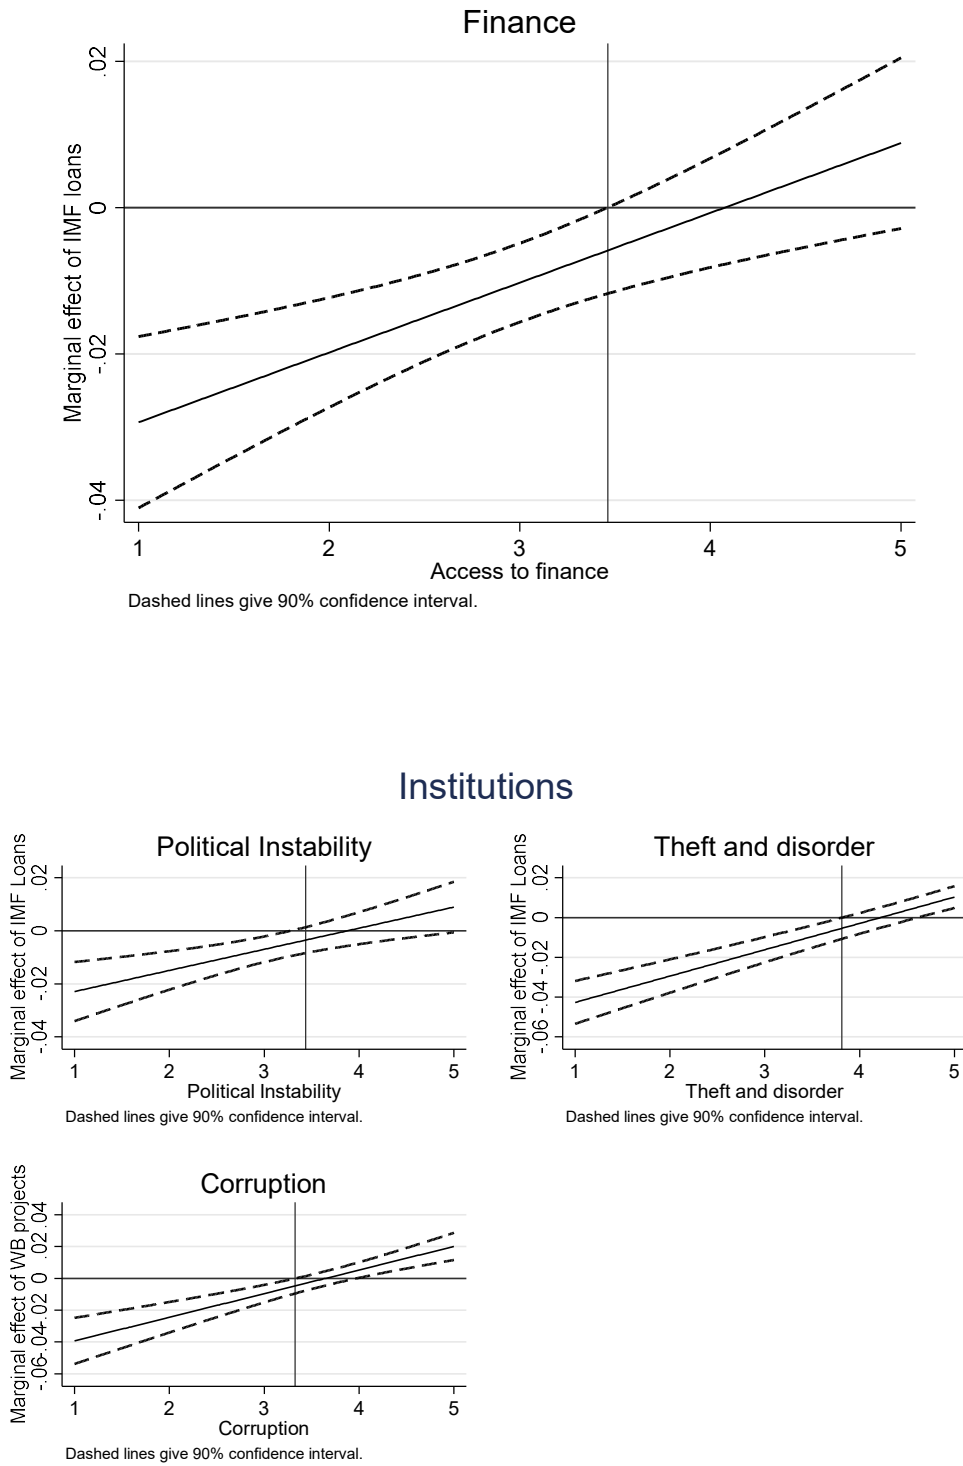 Finance
Marginal effect of IMF loans
.02
0
-.02
-.04
1 2 3 4 5
Access to finance
Dashed lines give 90% confidence interval.
Institutions
Political Instability
Marginal effect of IMF Loans
.02
0
-.02
-.04
1 2 3 4 5
Political Instability
Dashed lines give 90% confidence interval.
Theft and disorder
Marginal effect of IMF Loans
.02
0
-.02
-.04
-.06
1 2 3 4 5
Theft and disorder
Dashed lines give 90% confidence interval.
Corruption
Marginal effect of WB projects
.04
.02
0
-.02
-.04
-.06
1 2 3 4 5
Corruption
Dashed lines give 90% confidence interval.